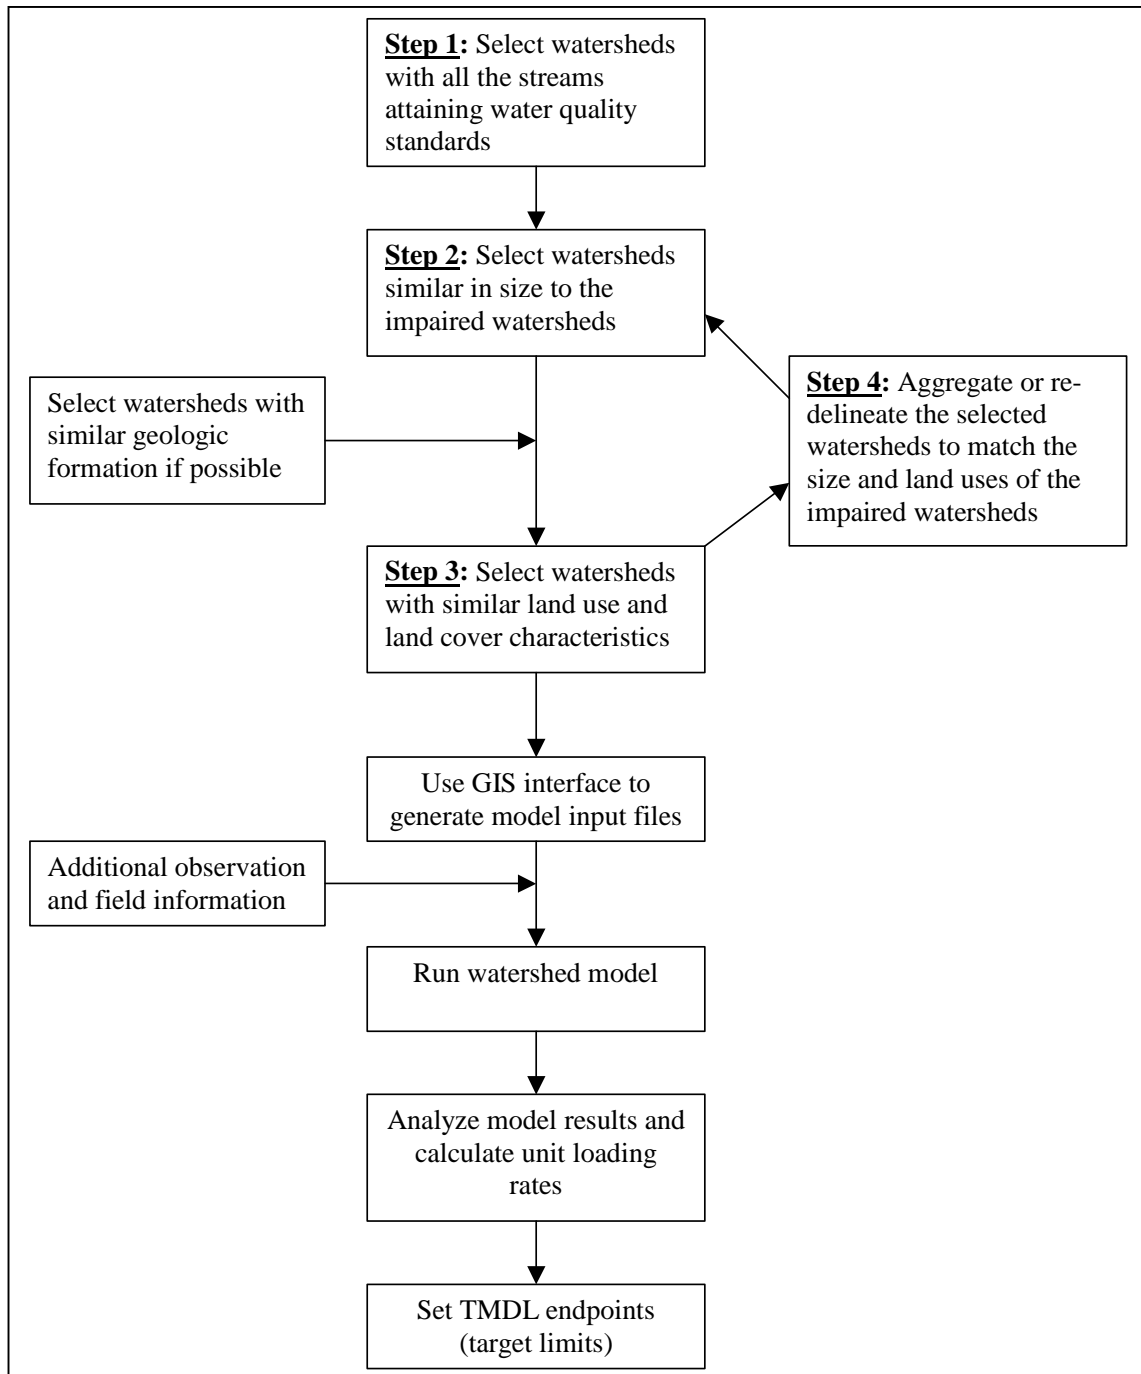 Step 1: Select watersheds
with all the streams
attaining water quality
standards
Step 2: Select watersheds
similar in size to the
impaired watersheds
Select watersheds with
similar geologic
formation if possible
Step 4: Aggregate or re-
delineate the selected
watersheds to match the
size and land uses of the
impaired watersheds
Step 3: Select watersheds
with similar land use and
land cover characteristics
Use GIS interface to
generate model input files
Additional observation
and field information
Run watershed model
Analyze model results and
calculate unit loading
rates
Set TMDL endpoints
(target limits)